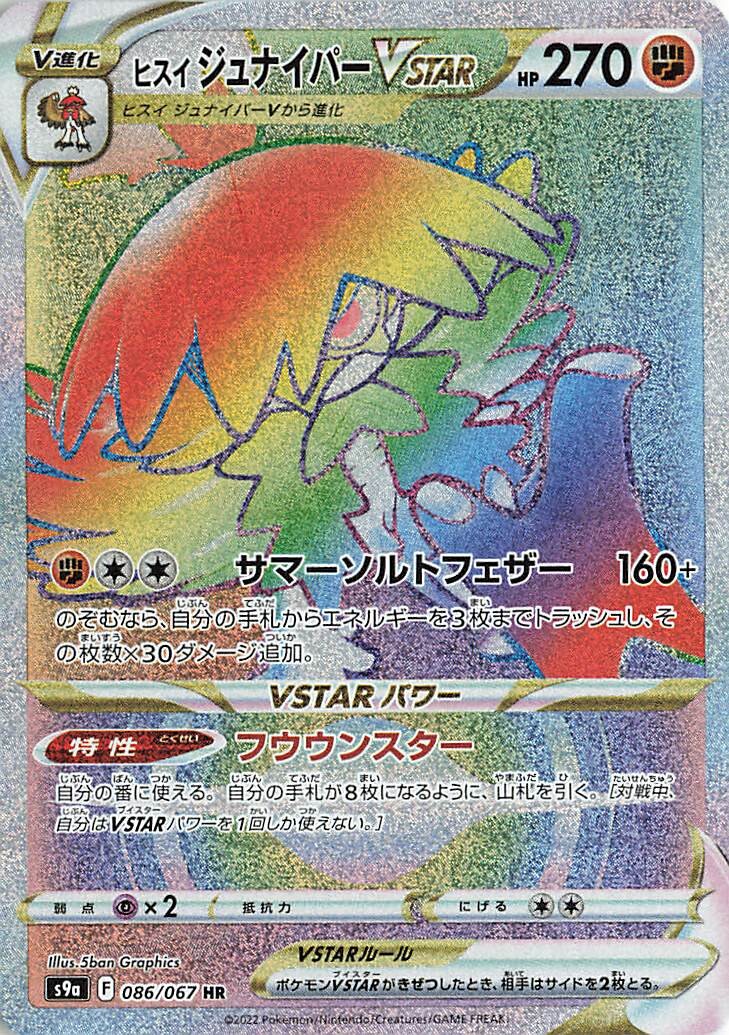 V進化
ヒスイ ジュナイパーVSTAR HP 270
ヒスイ ジュナイパーVから進化
サマーソルトフェザー 160+
のぞむなら、自分の手札からエネルギーを3枚までトラッシュし、そ
の枚数×30ダメージ追加。
VSTARパワー
特性 とくせい フウウンスター
自分の番に使える。自分の手札が8枚になるように、山札を引く。[対戦中、
自分はVSTARパワーを1回しか使えない。]
弱点 ×2 抵抗力 にげる
VSTARルール
ポケモンVSTARがきぜつしたとき、相手はサイドを2枚とる。
Illus.5ban Graphics
s9a F 086/067 HR
©2022 Pokémon/Nintendo/Creatures/GAME FREAK